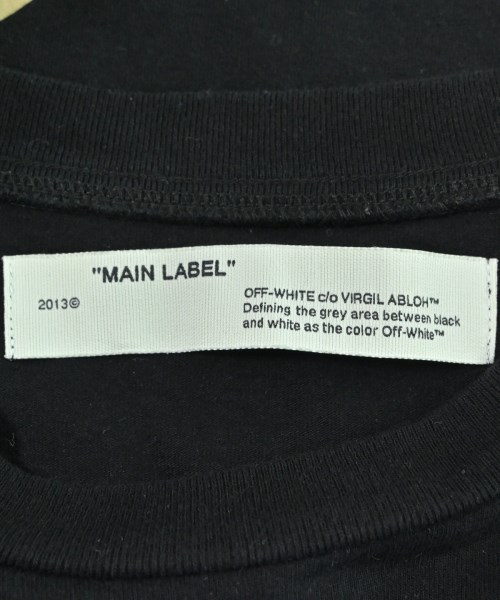 "MAIN LABEL"
2013©
OFF-WHITE c/o VIRGIL ABLOH™
Defining the grey area between black
and white as the color Off-White™